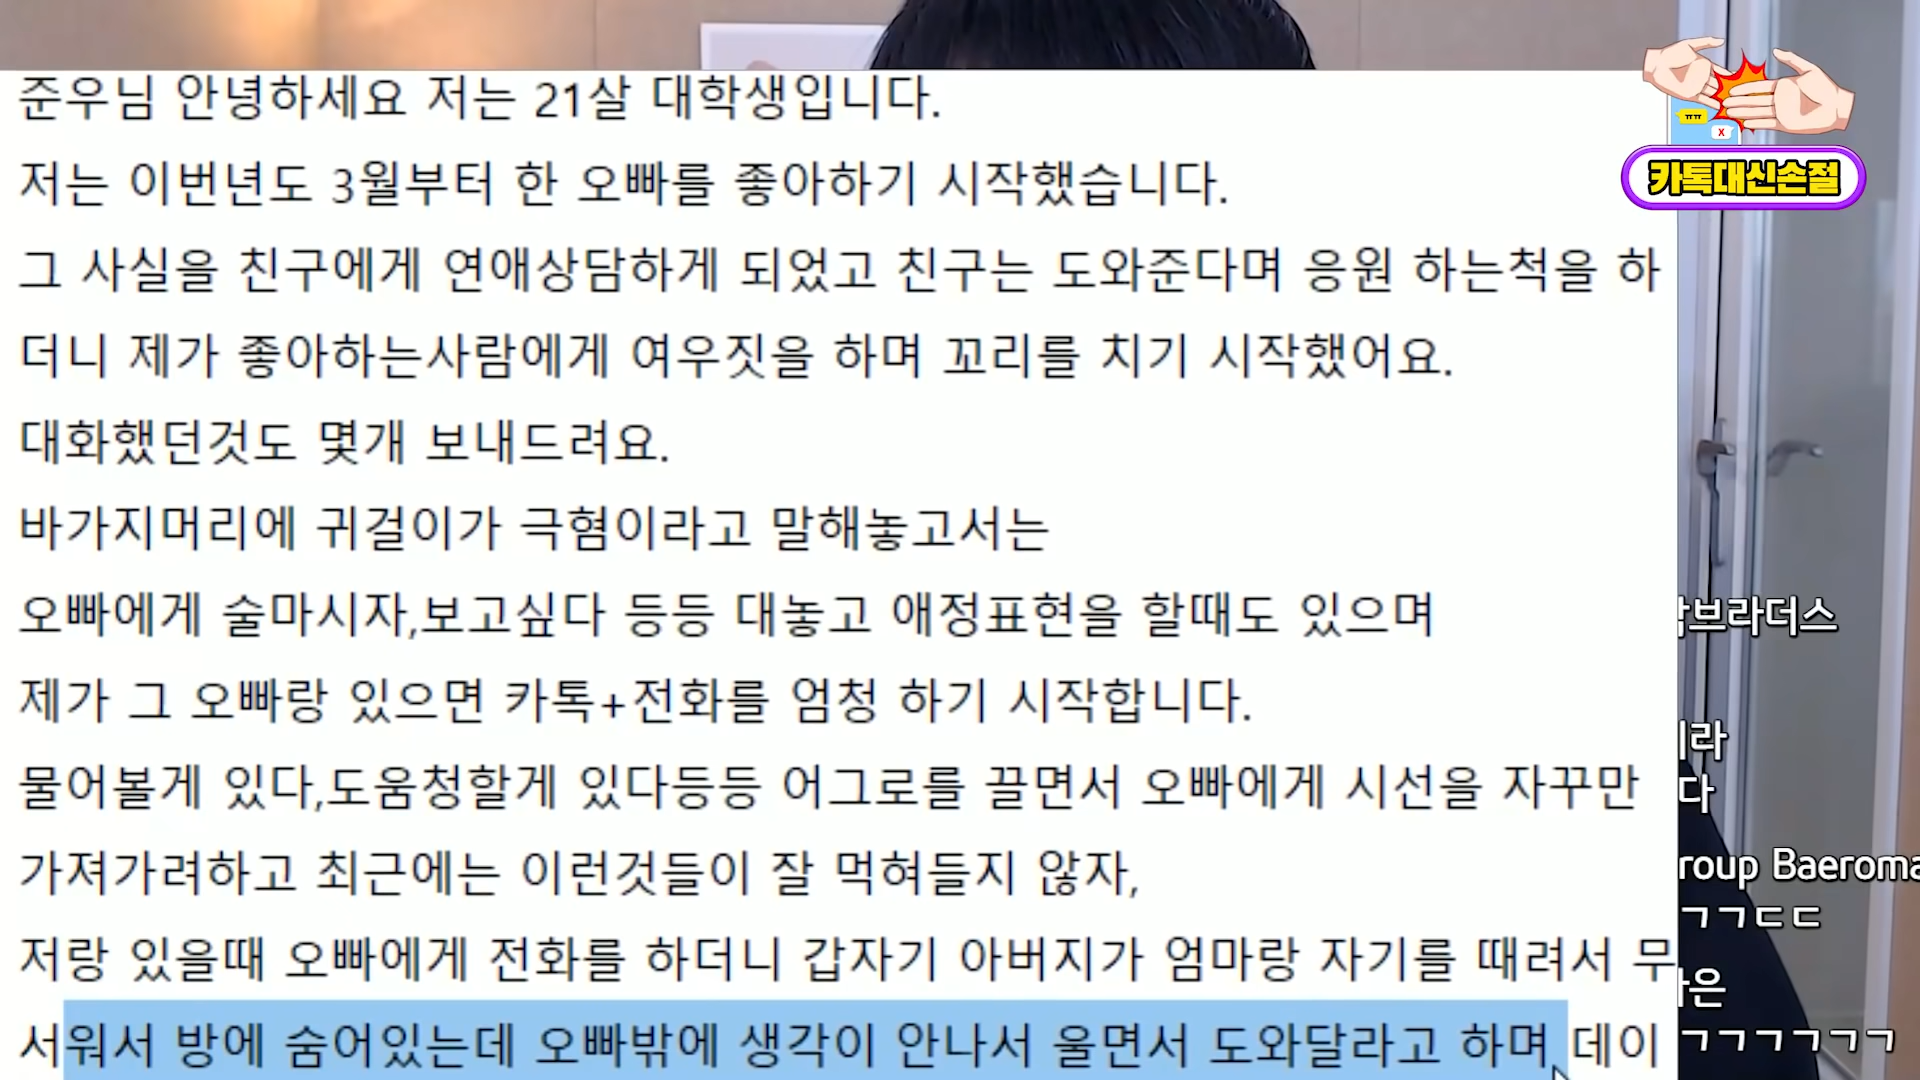 준우님 안녕하세요 저는 21살 대학생입니다.
저는 이번년도 3월부터 한 오빠를 좋아하기 시작했습니다.
그 사실을 친구에게 연애상담하게 되었고 친구는 도와준다며 응원 하는척을 하
더니 제가 좋아하는사람에게 여우짓을 하며 꼬리를 치기 시작했어요.
대화했던것도 몇개 보내드려요.
바가지머리에 귀걸이가 극혐이라고 말해놓고서는
오빠에게 술마시자,보고싶다 등등 대놓고 애정표현을 할때도 있으며
제가 그 오빠랑 있으면 카톡+전화를 엄청 하기 시작합니다.
물어볼게 있다,도움청할게 있다등등 어그로를 끌면서 오빠에게 시선을 자꾸만
가져가려하고 최근에는 이런것들이 잘 먹혀들지 않자,
저랑 있을때 오빠에게 전화를 하더니 갑자기 아버지가 엄마랑 자기를 때려서 무
서워서 방에 숨어있는데 오빠밖에 생각이 안나서 울면서 도와달라고 하며 데이
ㅠㅠ
X
카톡대신손절
브라더스
라
다
roup Baeroma
ㄱㄱㄷㄷ
은
ㄱㄱㄱㄱㄱㄱ